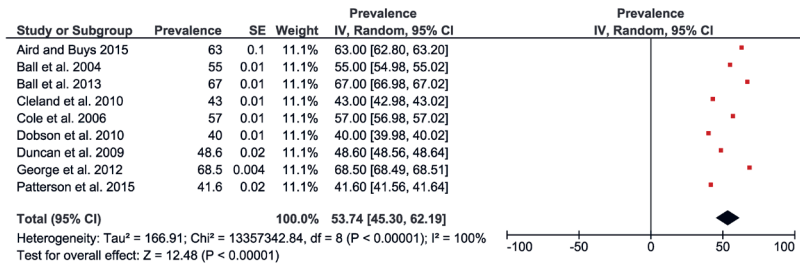 Prevalence Prevalence
Study or Subgroup Prevalence SE Weight IV, Random, 95% CI IV, Random, 95% CI
Aird and Buys 2015 63 0.1 11.1% 63.00 [62.80, 63.20]
Ball et al. 2004 55 0.01 11.1% 55.00 [54.98, 55.02]
Ball et al. 2013 67 0.01 11.1% 67.00 [66.98, 67.02]
Cleland et al. 2010 43 0.01 11.1% 43.00 [42.98, 43.02]
Cole et al. 2006 57 0.01 11.1% 57.00 [56.98, 57.02]
Dobson et al. 2010 40 0.01 11.1% 40.00 [39.98, 40.02]
Duncan et al. 2009 48.6 0.02 11.1% 48.60 [48.56, 48.64]
George et al. 2012 68.5 0.004 11.1% 68.50 [68.49, 68.51]
Patterson et al. 2015 41.6 0.02 11.1% 41.60 [41.56, 41.64]
Total (95% CI) 100.0% 53.74 [45.30, 62.19]
Heterogeneity: Tau² = 166.91; Chi² = 13357342.84, df = 8 (P < 0.00001); I² = 100%
Test for overall effect: Z = 12.48 (P < 0.00001)
-100 -50 0 50 100